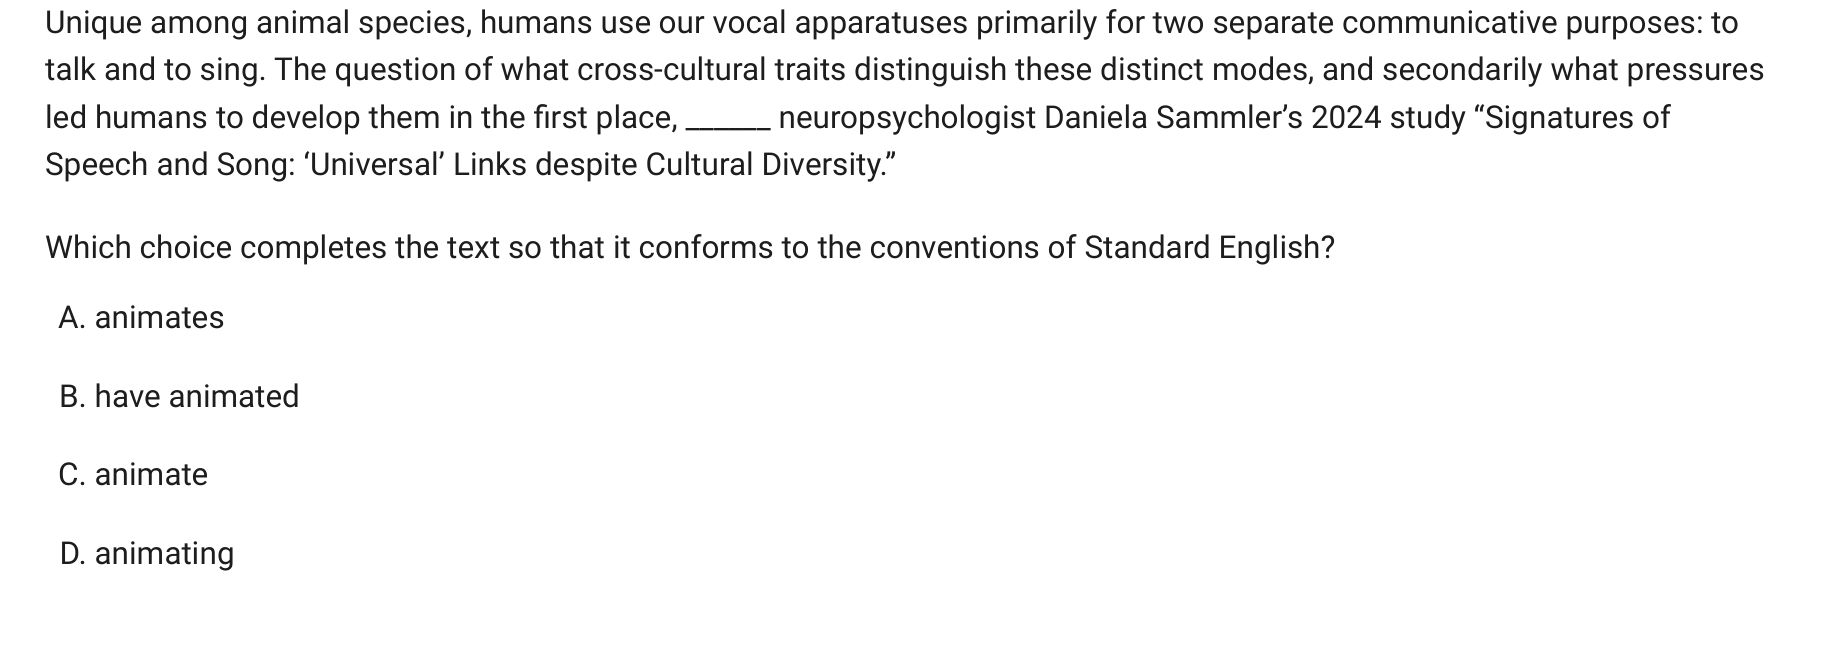 Unique among animal species, humans use our vocal apparatuses primarily for two separate communicative purposes: to
talk and to sing. The question of what cross-cultural traits distinguish these distinct modes, and secondarily what pressures
led humans to develop them in the first place, ______ neuropsychologist Daniela Sammler’s 2024 study “Signatures of
Speech and Song: ‘Universal’ Links despite Cultural Diversity.”
Which choice completes the text so that it conforms to the conventions of Standard English?
A. animates
B. have animated
C. animate
D. animating